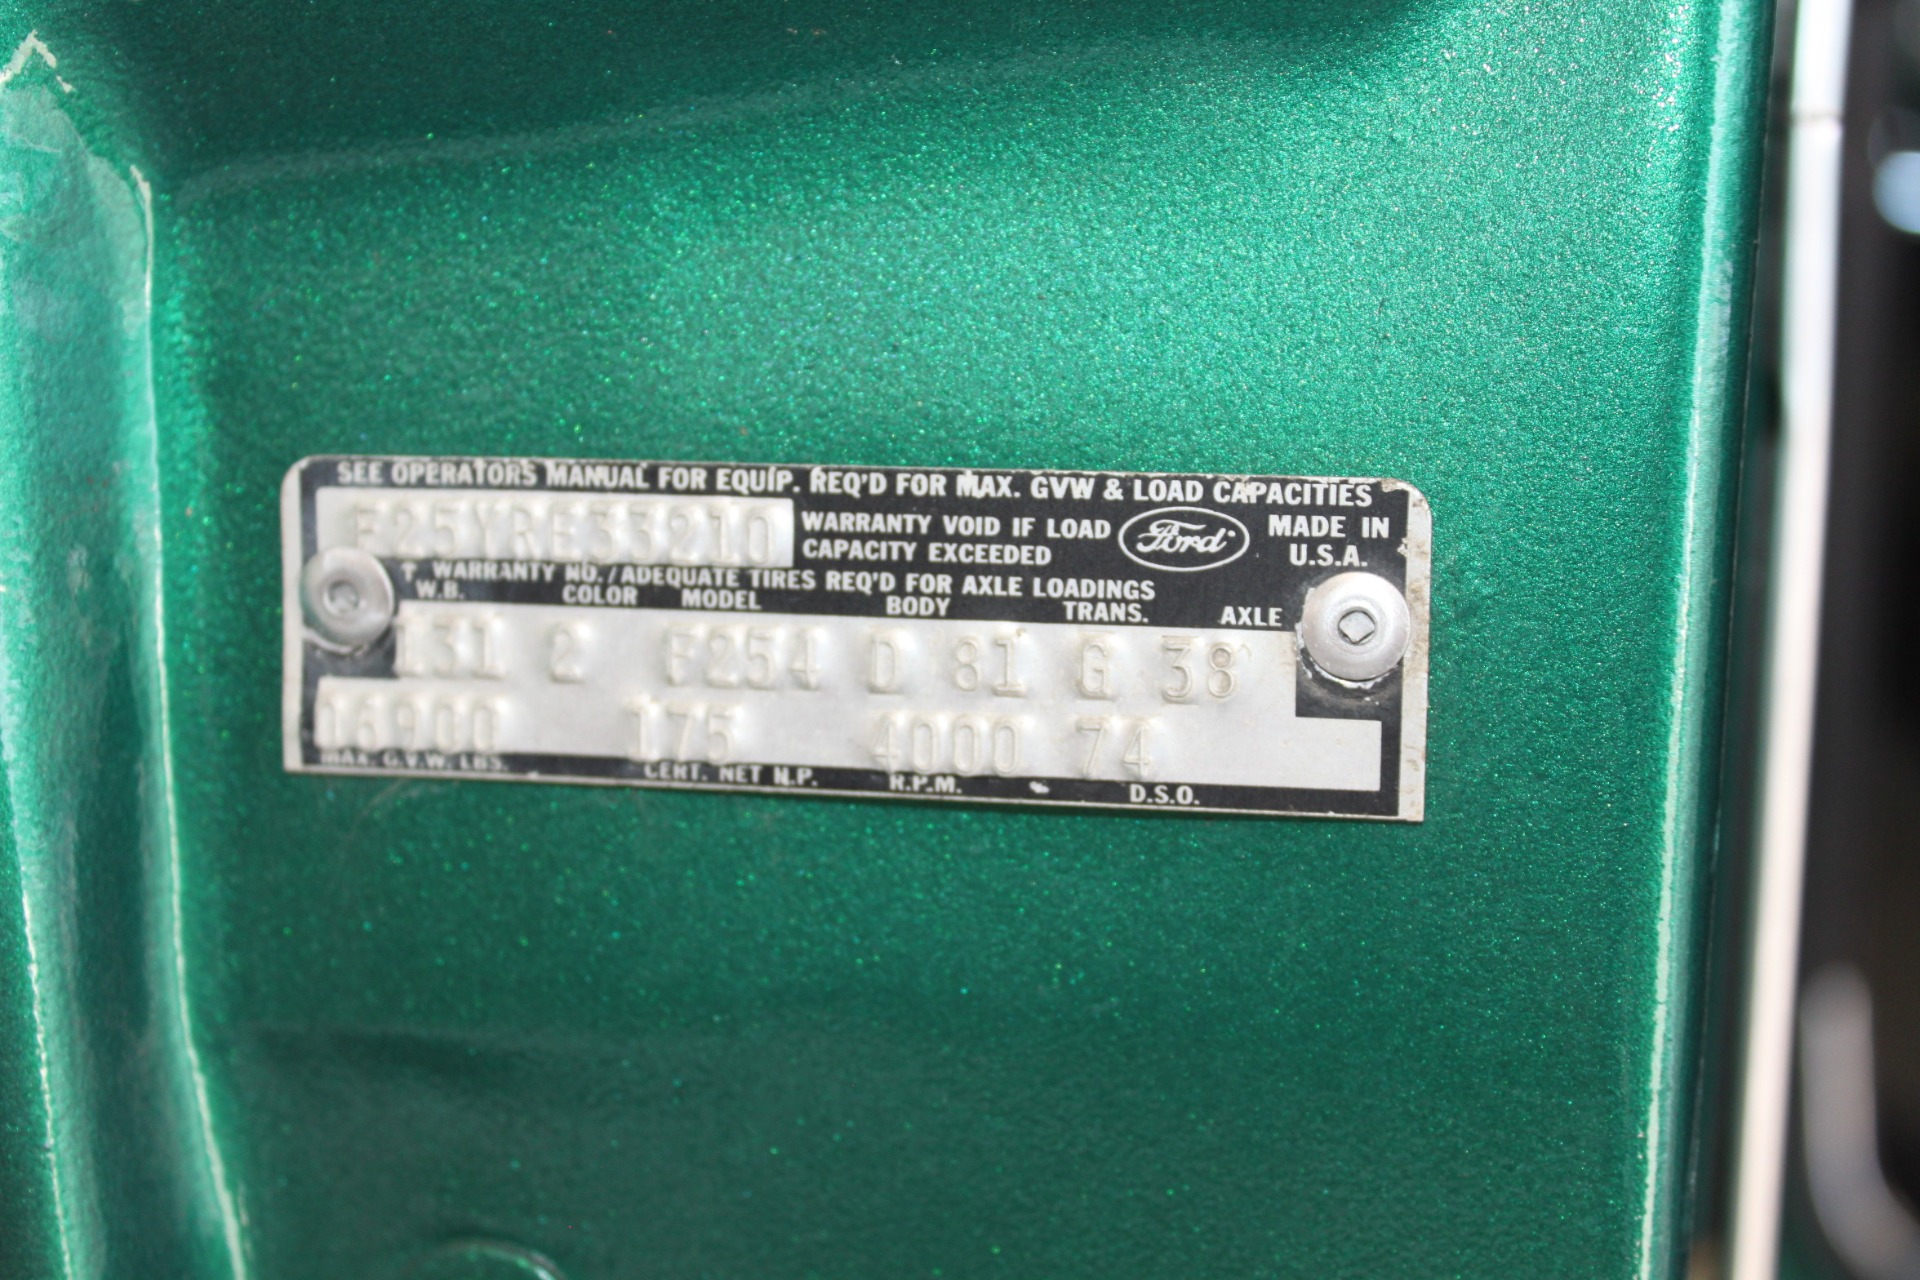 SEE OPERATORS MANUAL FOR EQUIP. REQ'D FOR MAX. GVW & LOAD CAPACITIES
F25YRE33210 WARRANTY VOID IF LOAD CAPACITY EXCEEDED Ford MADE IN U.S.A.
↑ WARRANTY NO./ADEQUATE TIRES REQ'D FOR AXLE LOADINGS
W.B. COLOR MODEL BODY TRANS. AXLE
131 2 F254 D 81 G 38
06900 175 4000 74
MAX. G.V.W. LBS. CERT. NET H.P. R.P.M. D.S.O.